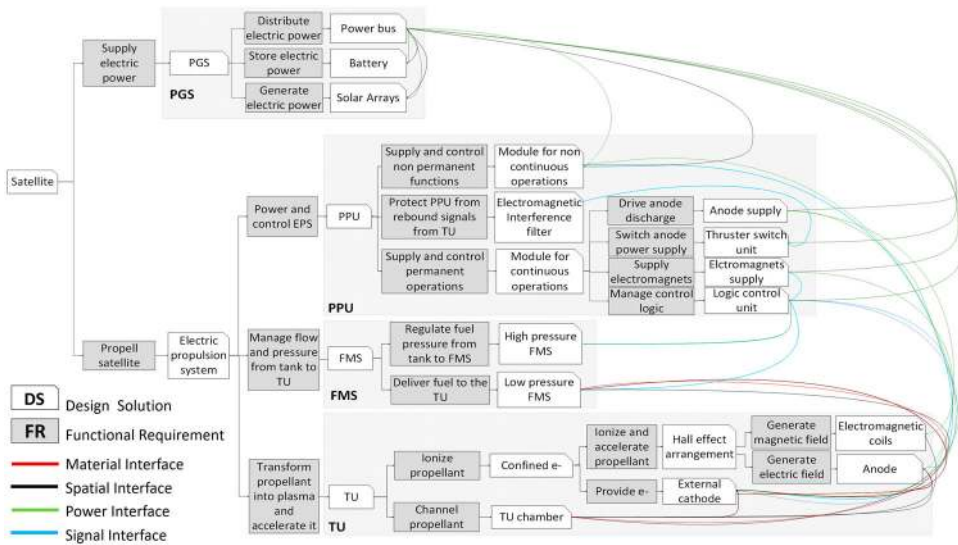 Distribute
electric power
Power bus
Supply
electric
power
PGS
Store electric
power
Battery
Generate
electric power
Solar Arrays
PGS
Satellite
Supply and control
non permanent
functions
Module for non
continuous
operations
Power and
control EPS
PPU
Protect PPU from
rebound signals
from TU
Electromagnetic
Interference
filter
Drive anode
discharge
Anode supply
Switch anode
power supply
Thruster switch
unit
Supply and control
permanent
operations
Module for
continuous
operations
Supply
electromagnets
Elctromagnets
supply
Manage control
logic
Logic control
unit
PPU
Propell
satellite
Electric
propulsion
system
Manage flow
and pressure
from tank to
TU
FMS
Regulate fuel
pressure from
tank to FMS
High pressure
FMS
Deliver fuel to the
TU
Low pressure
FMS
FMS
DS
Design Solution
FR
Functional Requirement
Material Interface
Spatial Interface
Power Interface
Signal Interface
Transform
propellant
into plasma
and
accelerate it
TU
Ionize
propellant
Confined e-
Ionize and
accelerate
propellant
Hall effect
arrangement
Generate
magnetic field
Electromagnetic
coils
Generate
electric field
Anode
Provide e-
External
cathode
Channel
propellant
TU chamber
TU